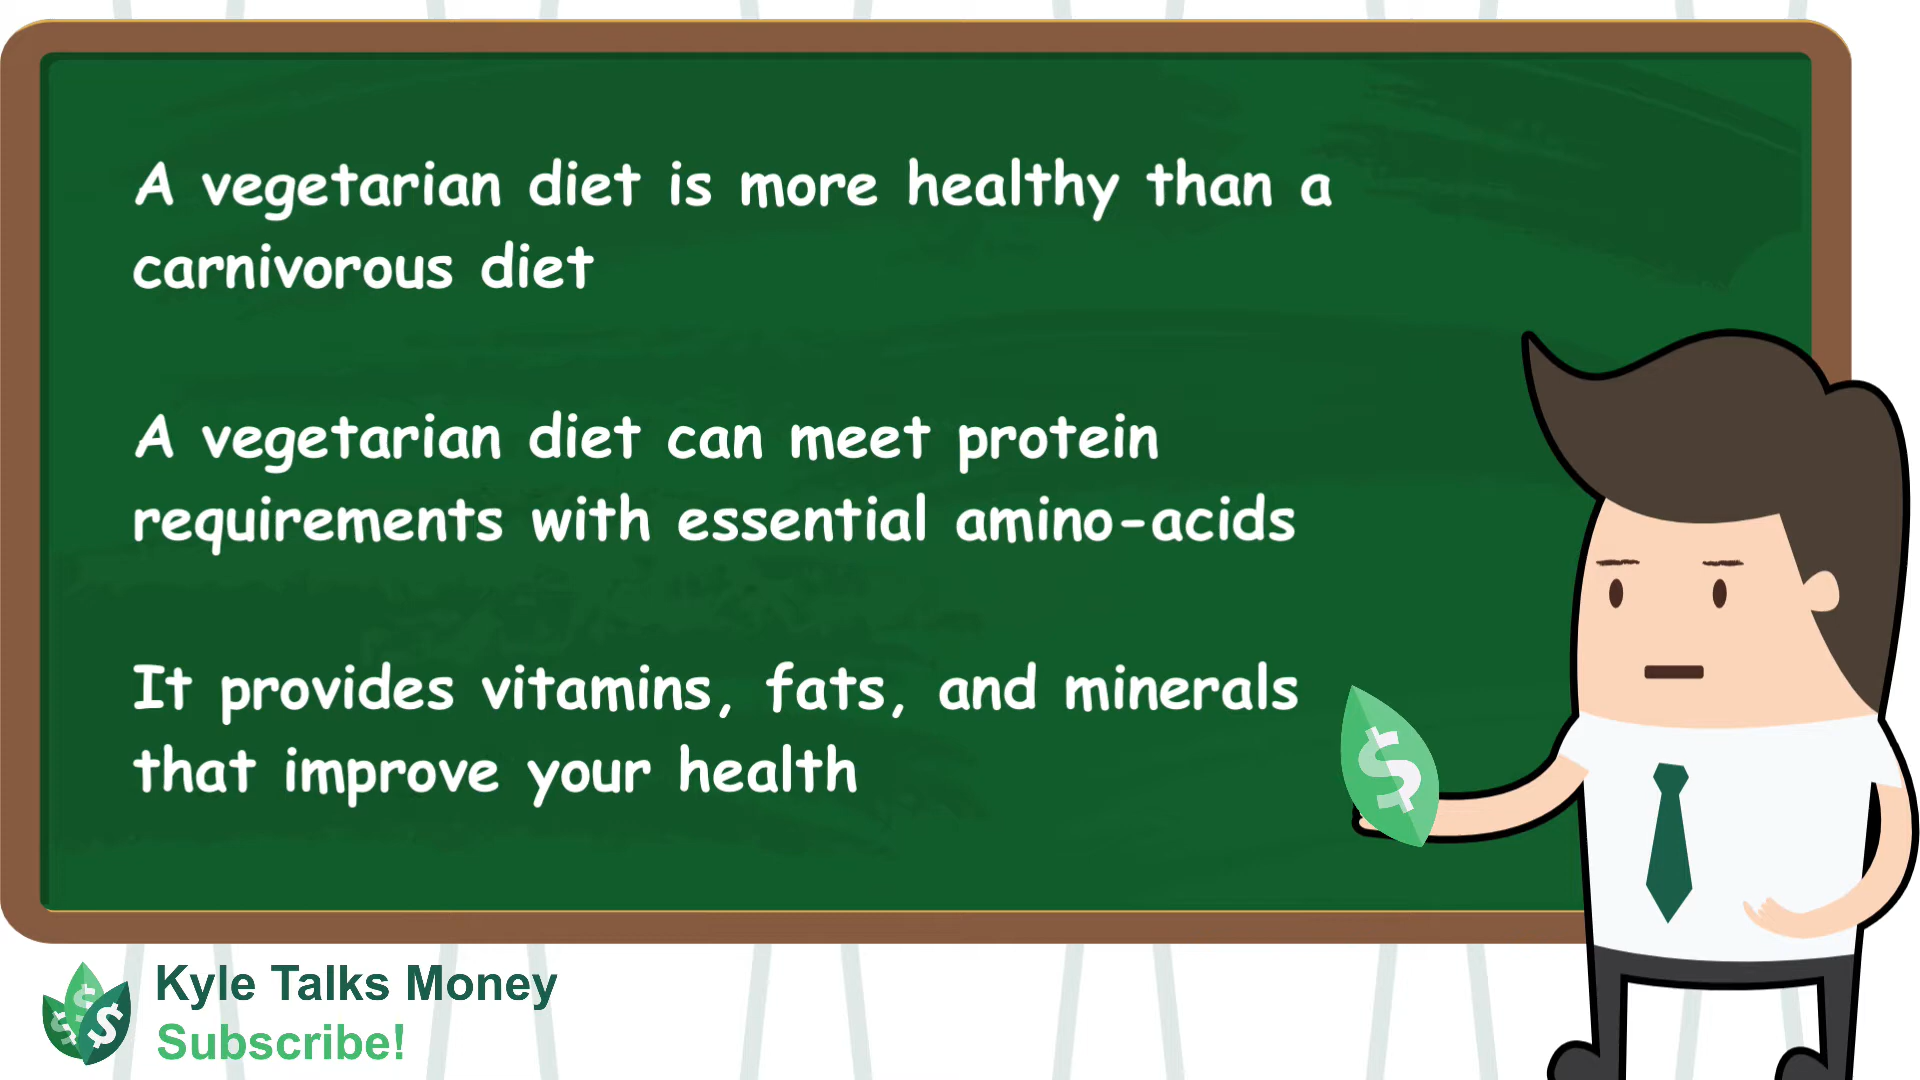 A vegetarian diet is more healthy than a
carnivorous diet
A vegetarian diet can meet protein
requirements with essential amino-acids
It provides vitamins, fats, and minerals
that improve your health
$
$ $ $
Kyle Talks Money
Subscribe!